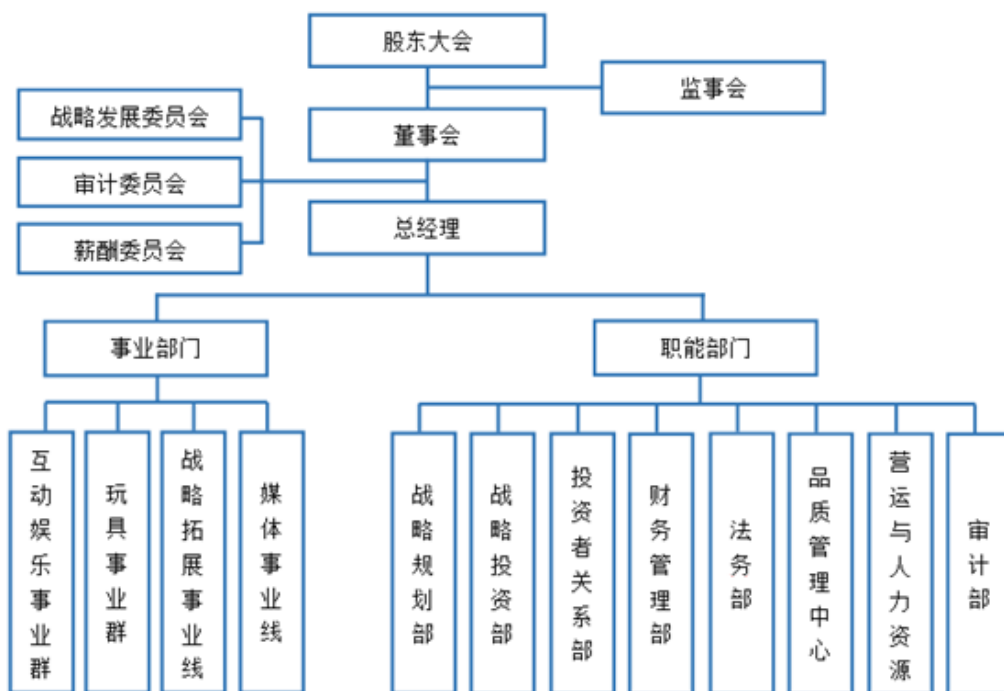 股东大会
监事会
战略发展委员会
董事会
审计委员会
总经理
薪酬委员会
事业部门
职能部门
互动娱乐事业群
玩具事业群
战略拓展事业线
媒体事业线
战略规划部
战略投资部
投资者关系部
财务管理部
法务部
品质管理中心
营运与人力资源
审计部